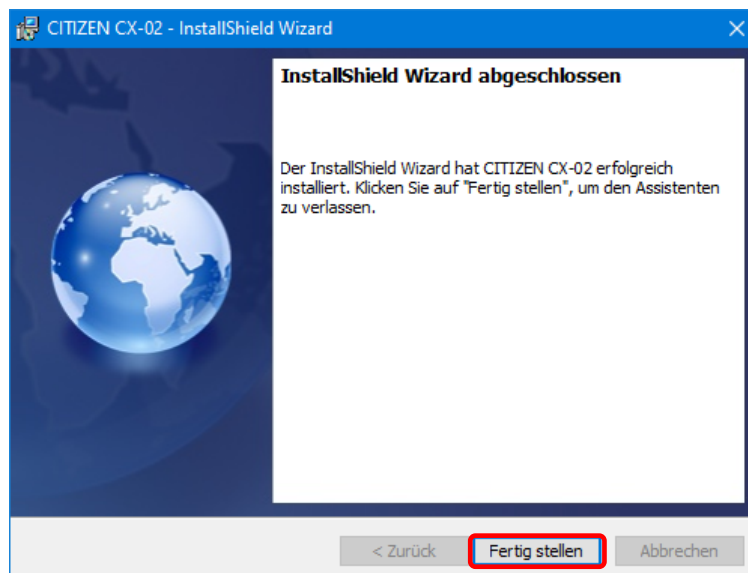 CITIZEN CX-02 - InstallShield Wizard
InstallShield Wizard abgeschlossen
Der InstallShield Wizard hat CITIZEN CX-02 erfolgreich
installiert. Klicken Sie auf "Fertig stellen", um den Assistenten
zu verlassen.
< Zurück Fertig stellen Abbrechen